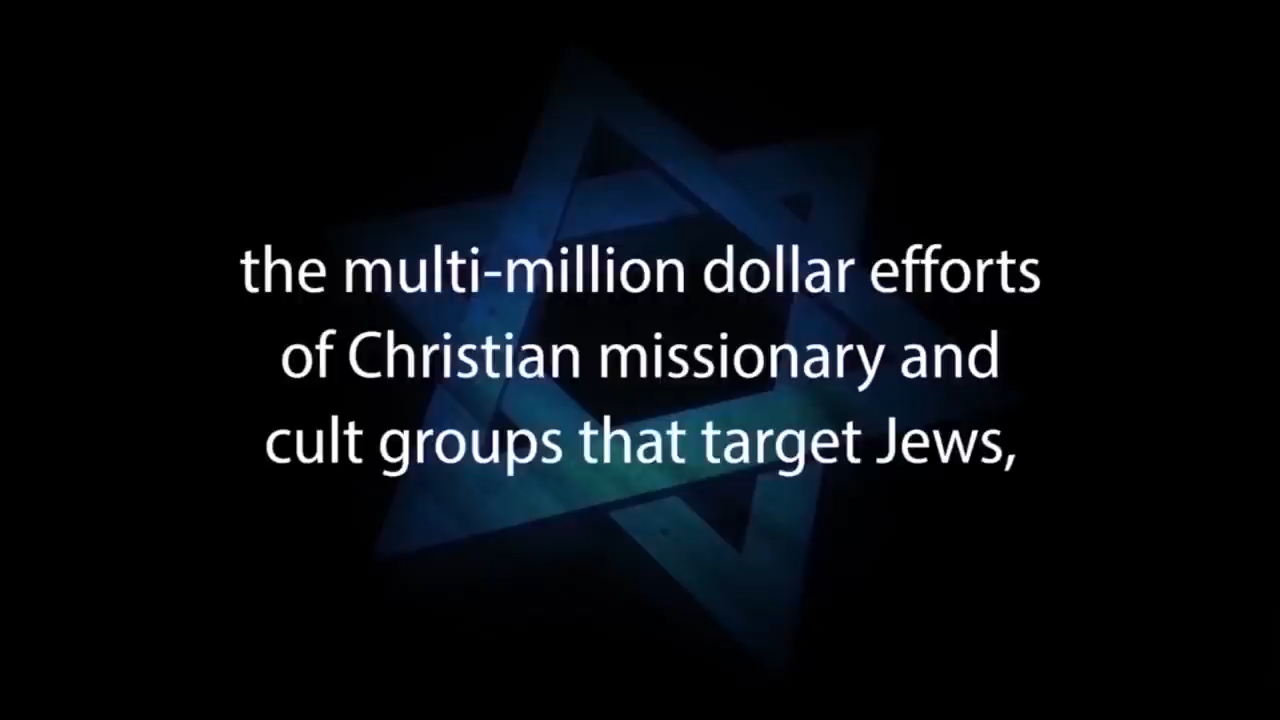 the multi-million dollar efforts
of Christian missionary and
cult groups that target Jews,